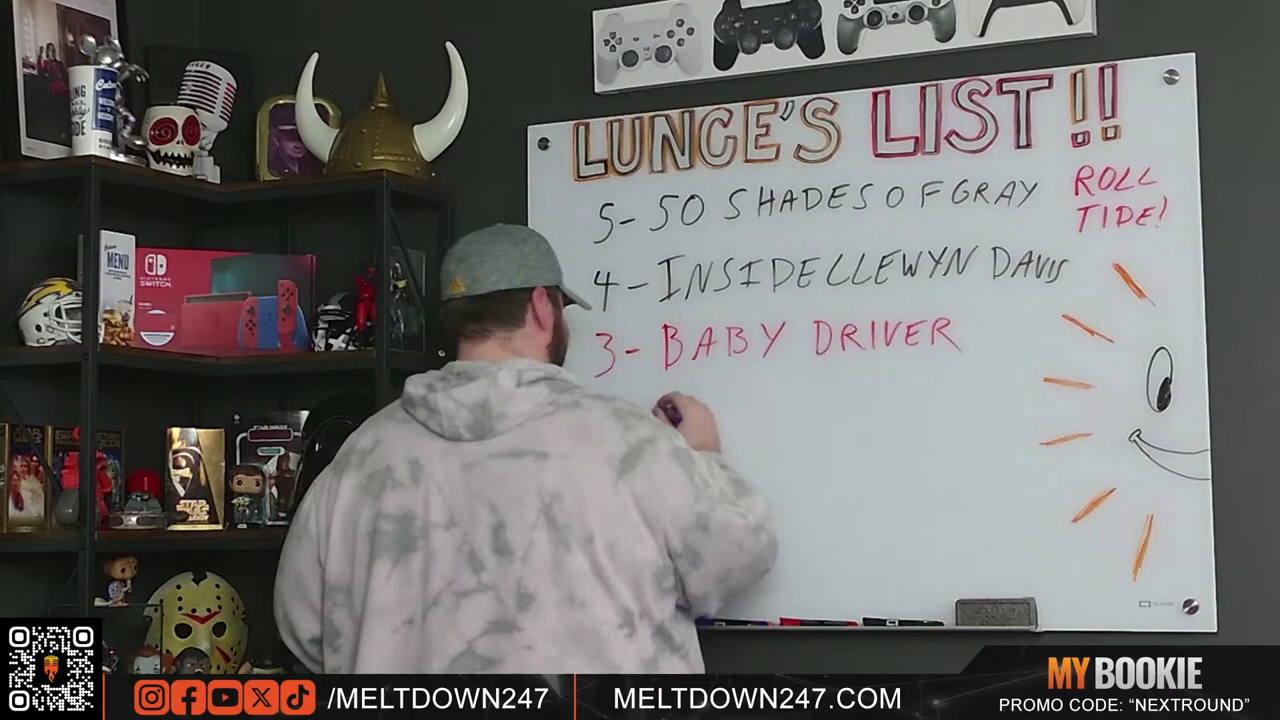 LUNCE'S LIST!!
5-50 SHADES OF GRAY
ROLL
TIDE!
4-INSIDE LLEWYN DAVIS
3-BABY DRIVER
MENU
NINTENDO
SWITCH
STAR
WARS
/MELTDOWN247
MELTDOWN247.COM
MYBOOKIE
PROMO CODE: "NEXTROUND"